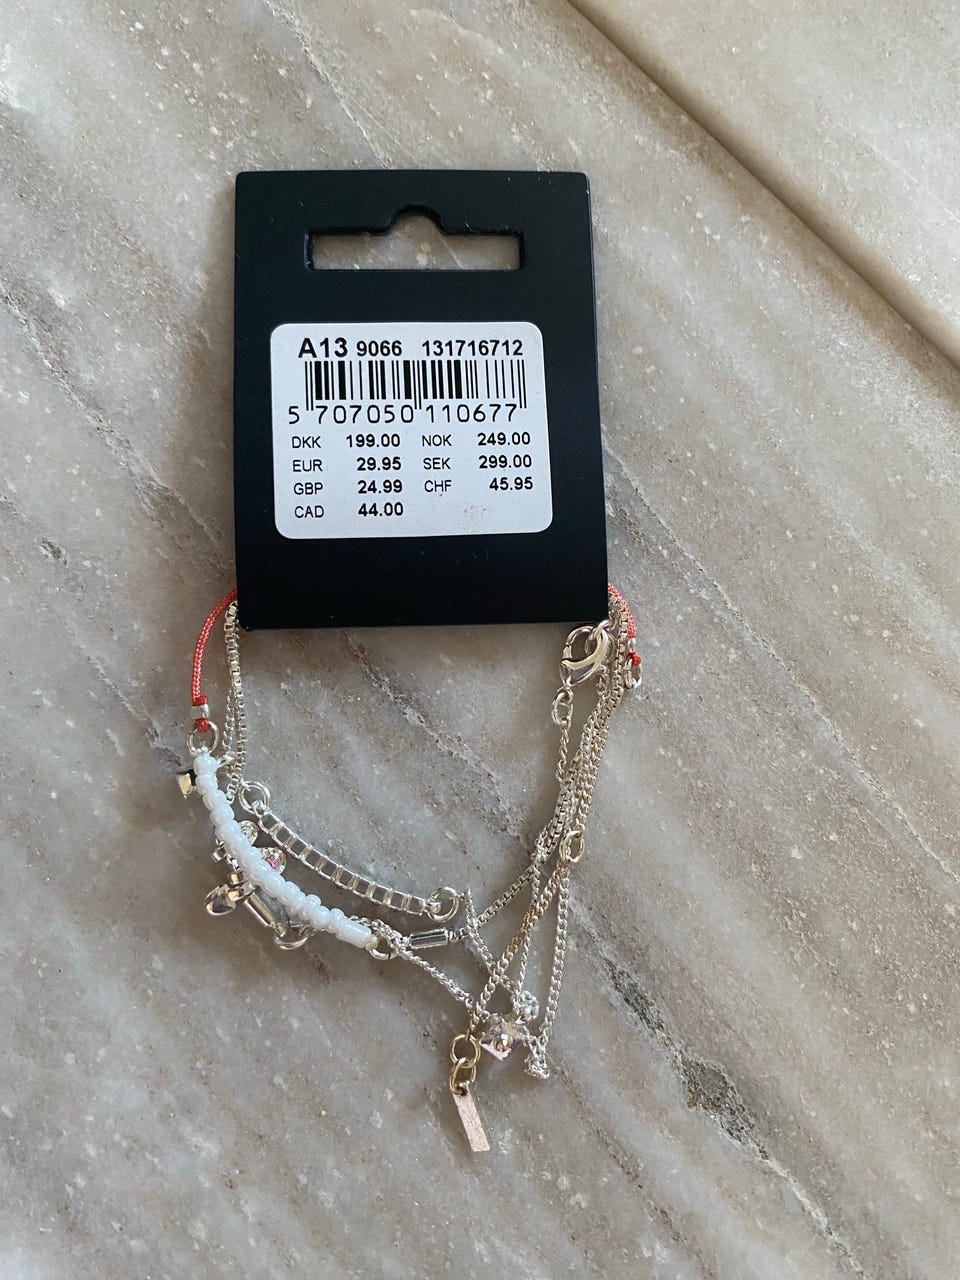 A13 9066 131716712
5 707050 110677
DKK 199.00 NOK 249.00
EUR 29.95 SEK 299.00
GBP 24.99 CHF 45.95
CAD 44.00